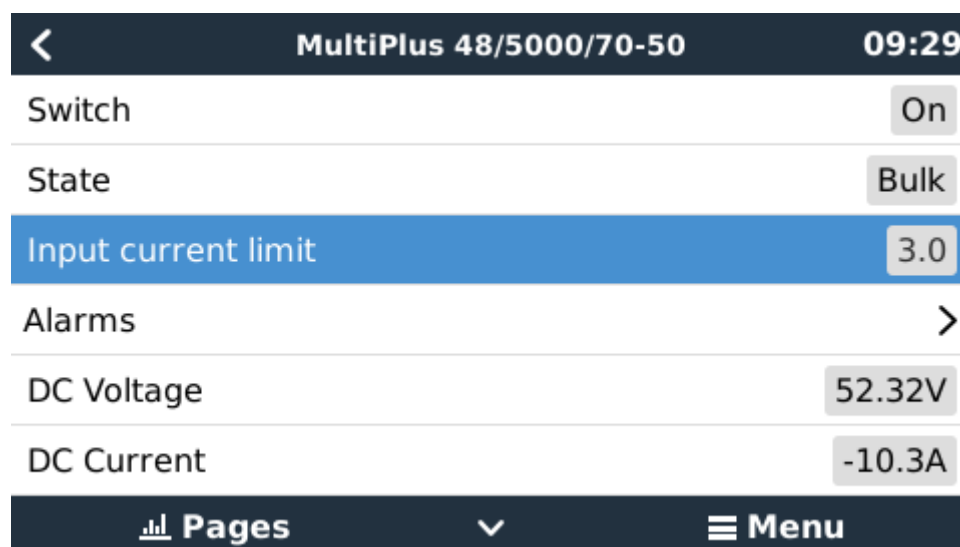 MultiPlus 48/5000/70-50 09:29
Switch On
State Bulk
Input current limit 3.0
Alarms
DC Voltage 52.32V
DC Current -10.3A
Pages Menu